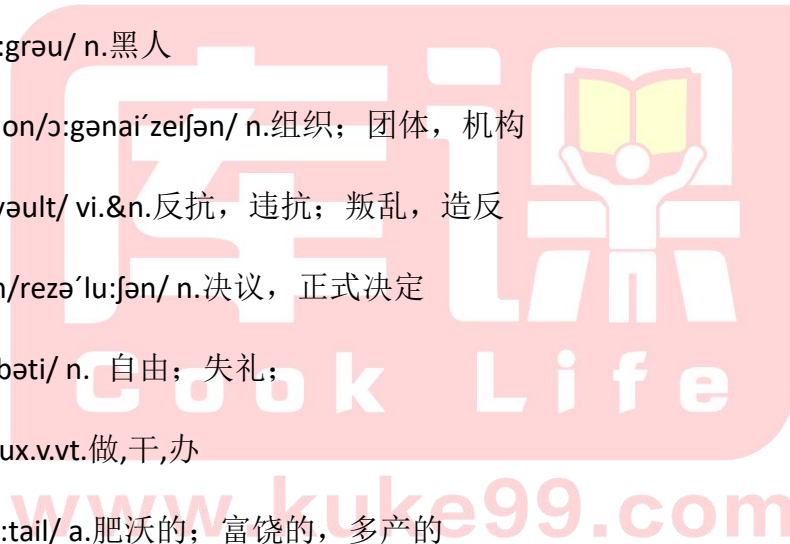 :grəu/ n.黑人
on/ɔ:gənai´zeiʃən/ n.组织；团体，机构
vəult/ vi.&n.反抗，违抗；叛乱，造反
n/rezə´lu:ʃən/ n.决议，正式决定
bəti/ n. 自由；失礼；
ux.v.vt.做,干,办
:tail/ a.肥沃的；富饶的，多产的
库课
Cook Life
www.kuke99.com